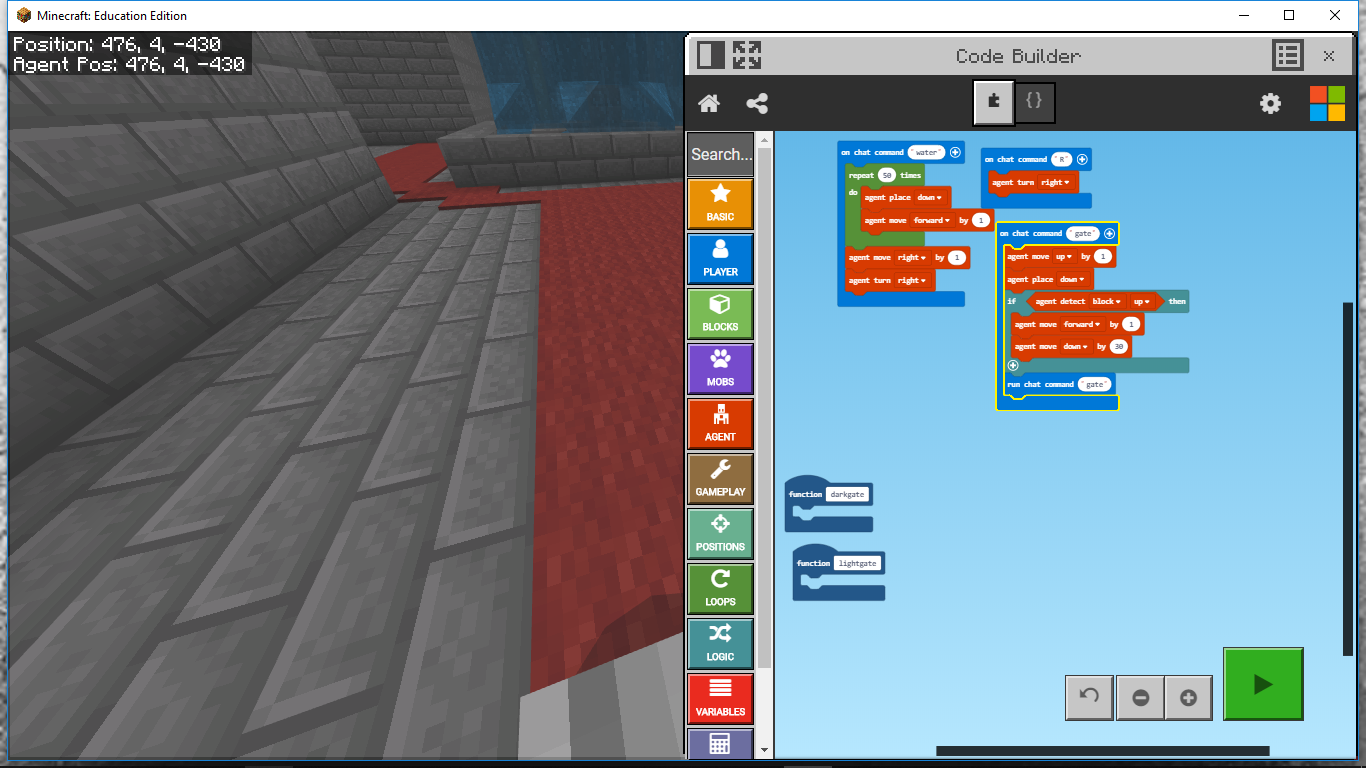 Minecraft: Education Edition
Position: 476, 4, -430
Agent Pos: 476, 4, -430
Code Builder
{}
Search...
BASIC
PLAYER
BLOCKS
MOBS
AGENT
GAMEPLAY
POSITIONS
LOOPS
LOGIC
VARIABLES
on chat command "water"
repeat 50 times
do
agent place down
agent move forward by 1
agent move right by 1
agent turn right
on chat command "R"
agent turn right
on chat command "gate"
agent move up by 1
agent place down
if agent detect block up then
agent move forward by 1
agent move down by 30
run chat command "gate"
function darkgate
function lightgate